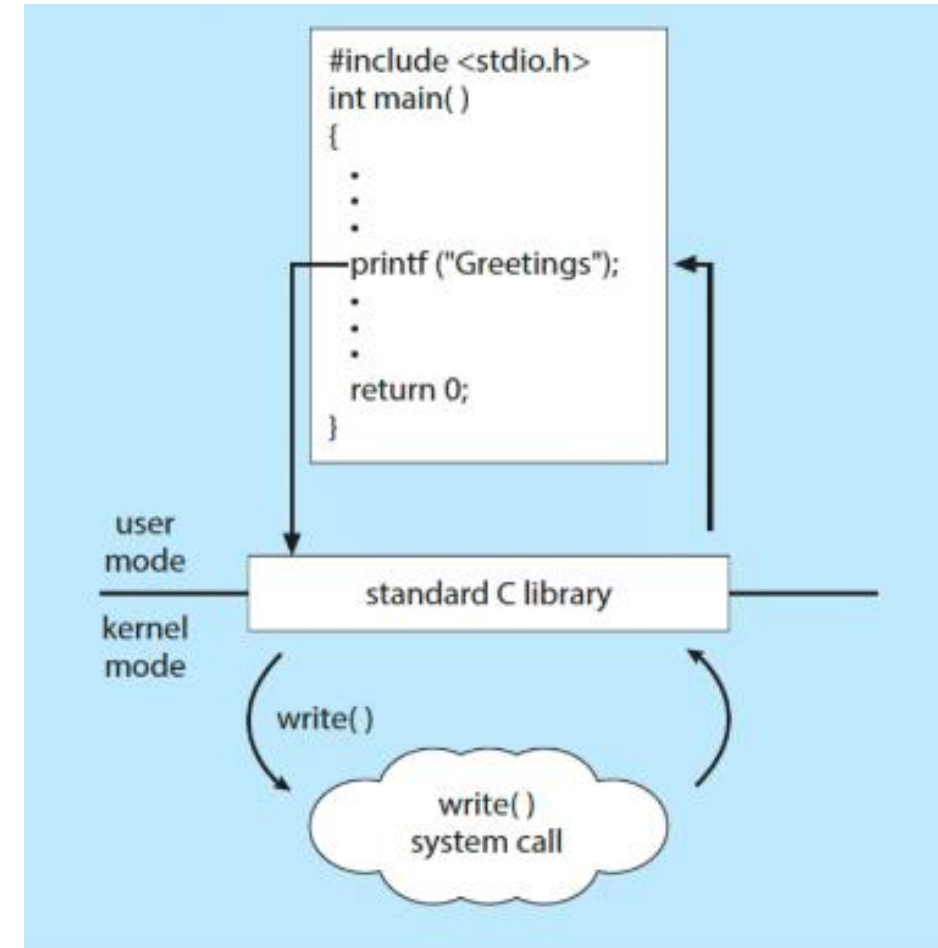 #include <stdio.h>
int main( )
{
•
•
•
printf ("Greetings");
•
•
•
return 0;
}
user
mode
standard C library
kernel
mode
write( )
write( )
system call